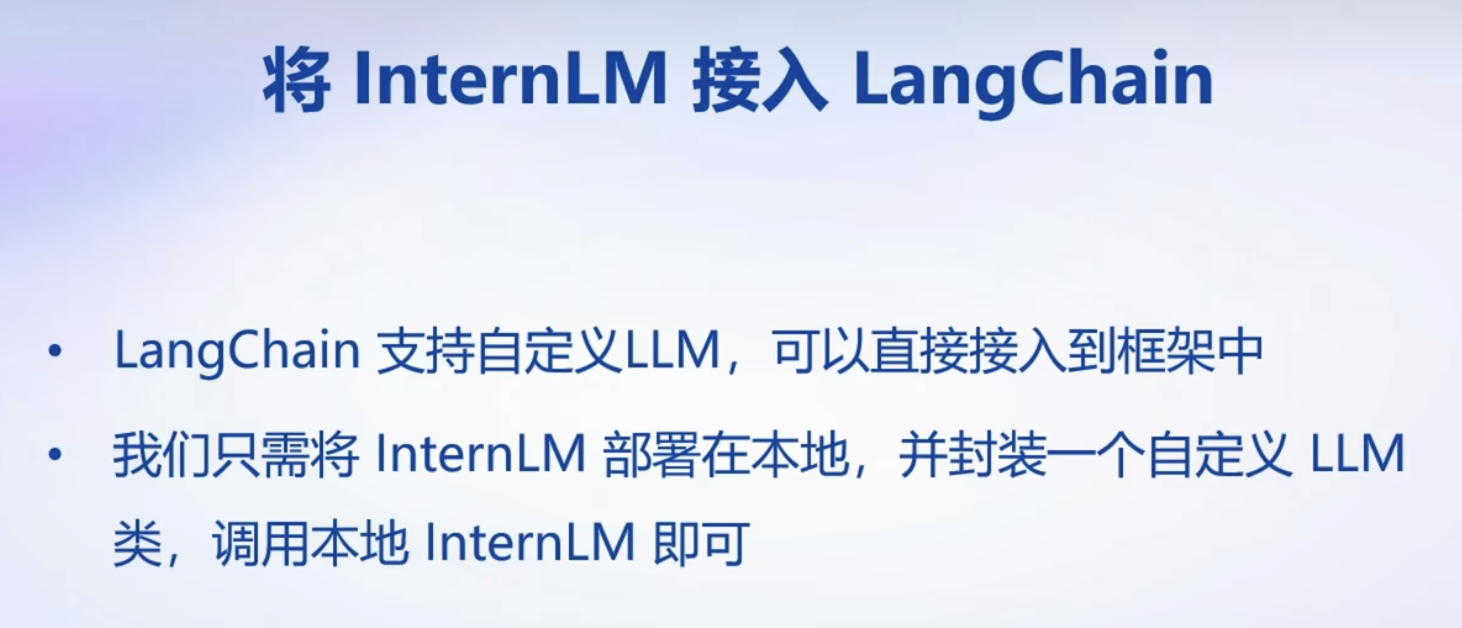 将 InternLM 接入 LangChain
• LangChain 支持自定义LLM，可以直接接入到框架中
• 我们只需将 InternLM 部署在本地，并封装一个自定义 LLM
类，调用本地 InternLM 即可